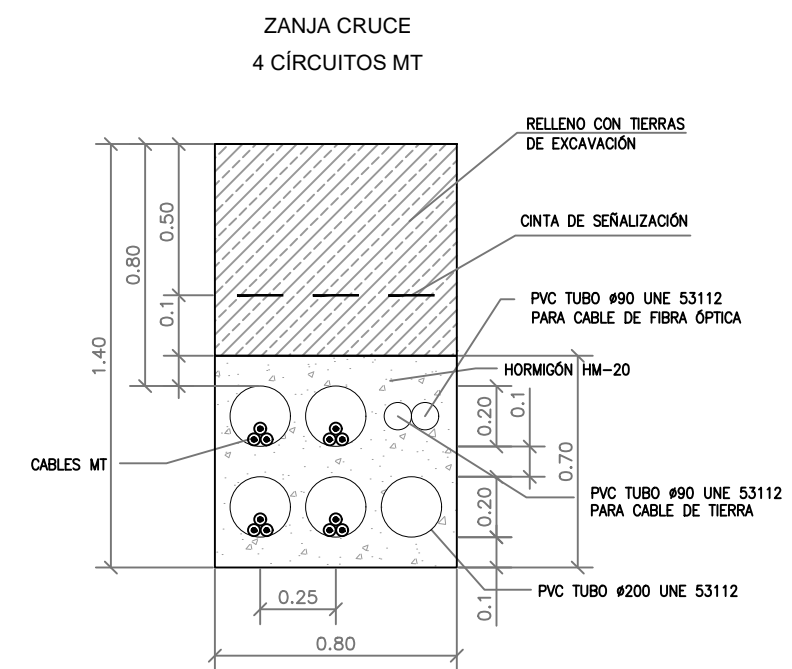 ZANJA CRUCE
4 CÍRCUITOS MT
RELLENO CON TIERRAS
DE EXCAVACIÓN
CINTA DE SEÑALIZACIÓN
PVC TUBO ø90 UNE 53112
PARA CABLE DE FIBRA ÓPTICA
HORMIGÓN HM-20
CABLES MT
PVC TUBO ø90 UNE 53112
PARA CABLE DE TIERRA
PVC TUBO ø200 UNE 53112
1.40
0.80
0.50
0.1
0.20
0.1
0.70
0.20
0.1
0.25
0.80